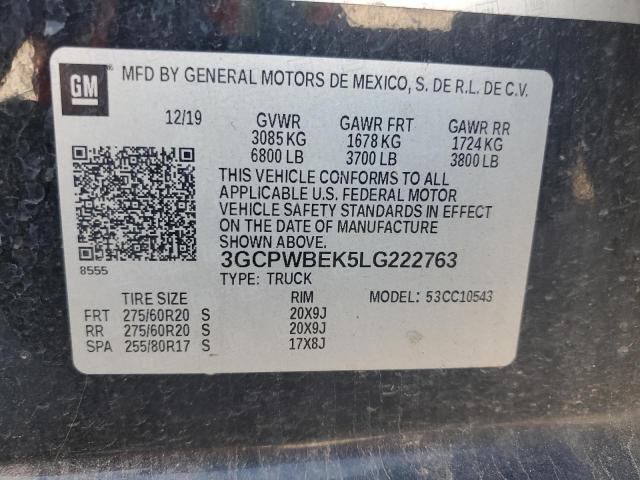 GM
MFD BY GENERAL MOTORS DE MEXICO, S. DE R.L. DE C.V.
12/19 GVWR GAWR FRT GAWR RR
3085 KG 1678 KG 1724 KG
6800 LB 3700 LB 3800 LB
THIS VEHICLE CONFORMS TO ALL
APPLICABLE U.S. FEDERAL MOTOR
VEHICLE SAFETY STANDARDS IN EFFECT
ON THE DATE OF MANUFACTURE
SHOWN ABOVE.
3GCPWBEK5LG222763
8555
TYPE: TRUCK
TIRE SIZE RIM MODEL: 53CC10543
FRT 275/60R20 S 20X9J
RR 275/60R20 S 20X9J
SPA 255/80R17 S 17X8J